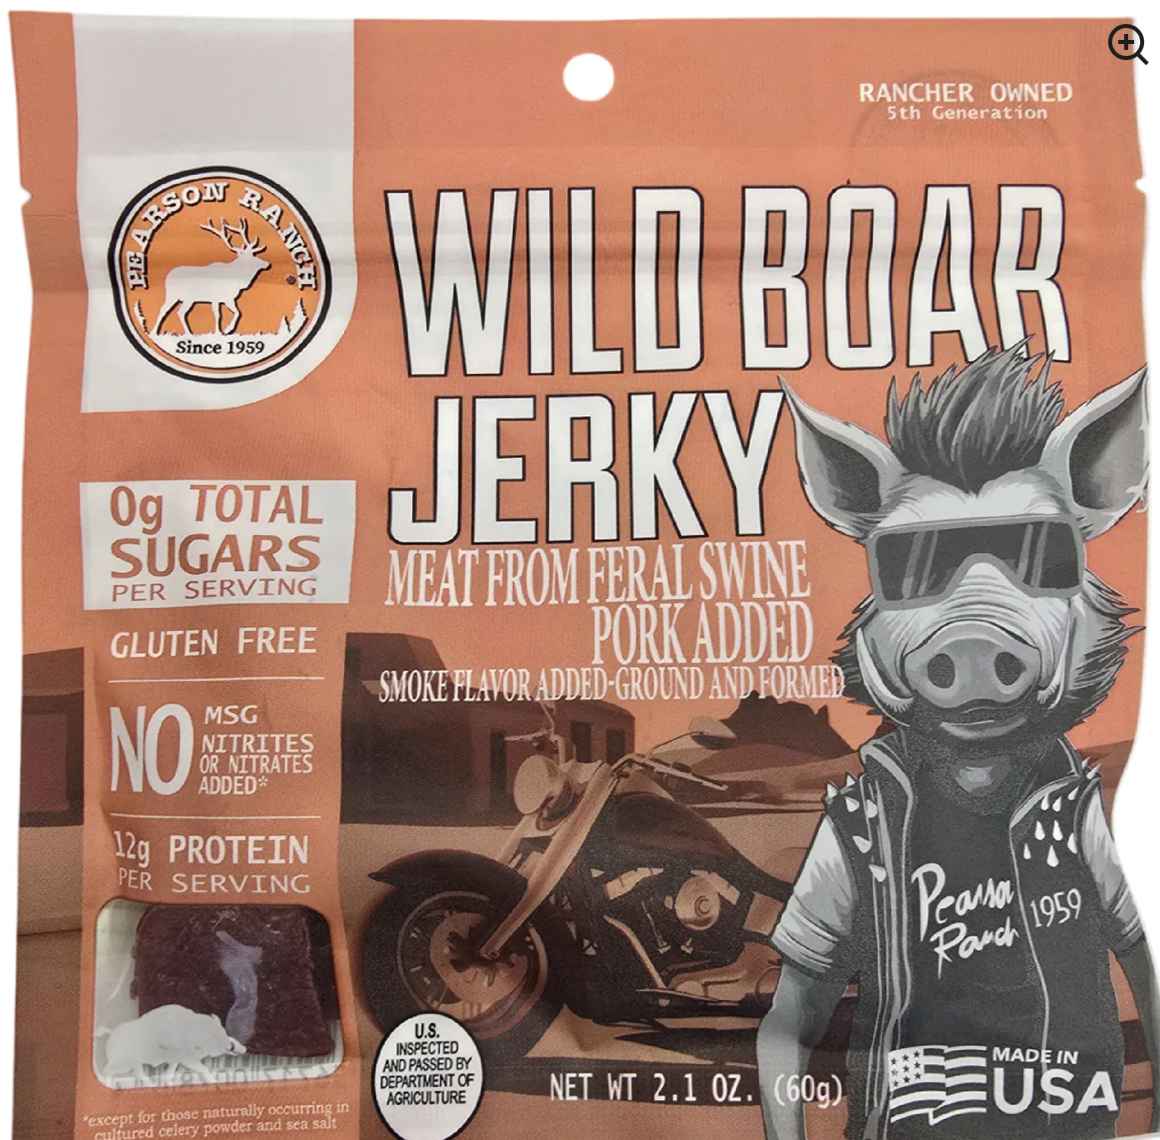 RANCHER OWNED
5th Generation
PEARSON RANCH
®
Since 1959
WILD BOAR
JERKY
MEAT FROM FERAL SWINE
PORK ADDED
SMOKE FLAVOR ADDED-GROUND AND FORMED
0g TOTAL
SUGARS
PER SERVING
GLUTEN FREE
NO MSG
NITRITES
OR NITRATES
ADDED*
12g PROTEIN
PER SERVING
Pearson
Ranch
1959
U.S.
INSPECTED
AND PASSED BY
DEPARTMENT OF
AGRICULTURE
NET WT 2.1 OZ. (60g)
MADE IN
USA
*except for those naturally occurring in
cultured celery powder and sea salt